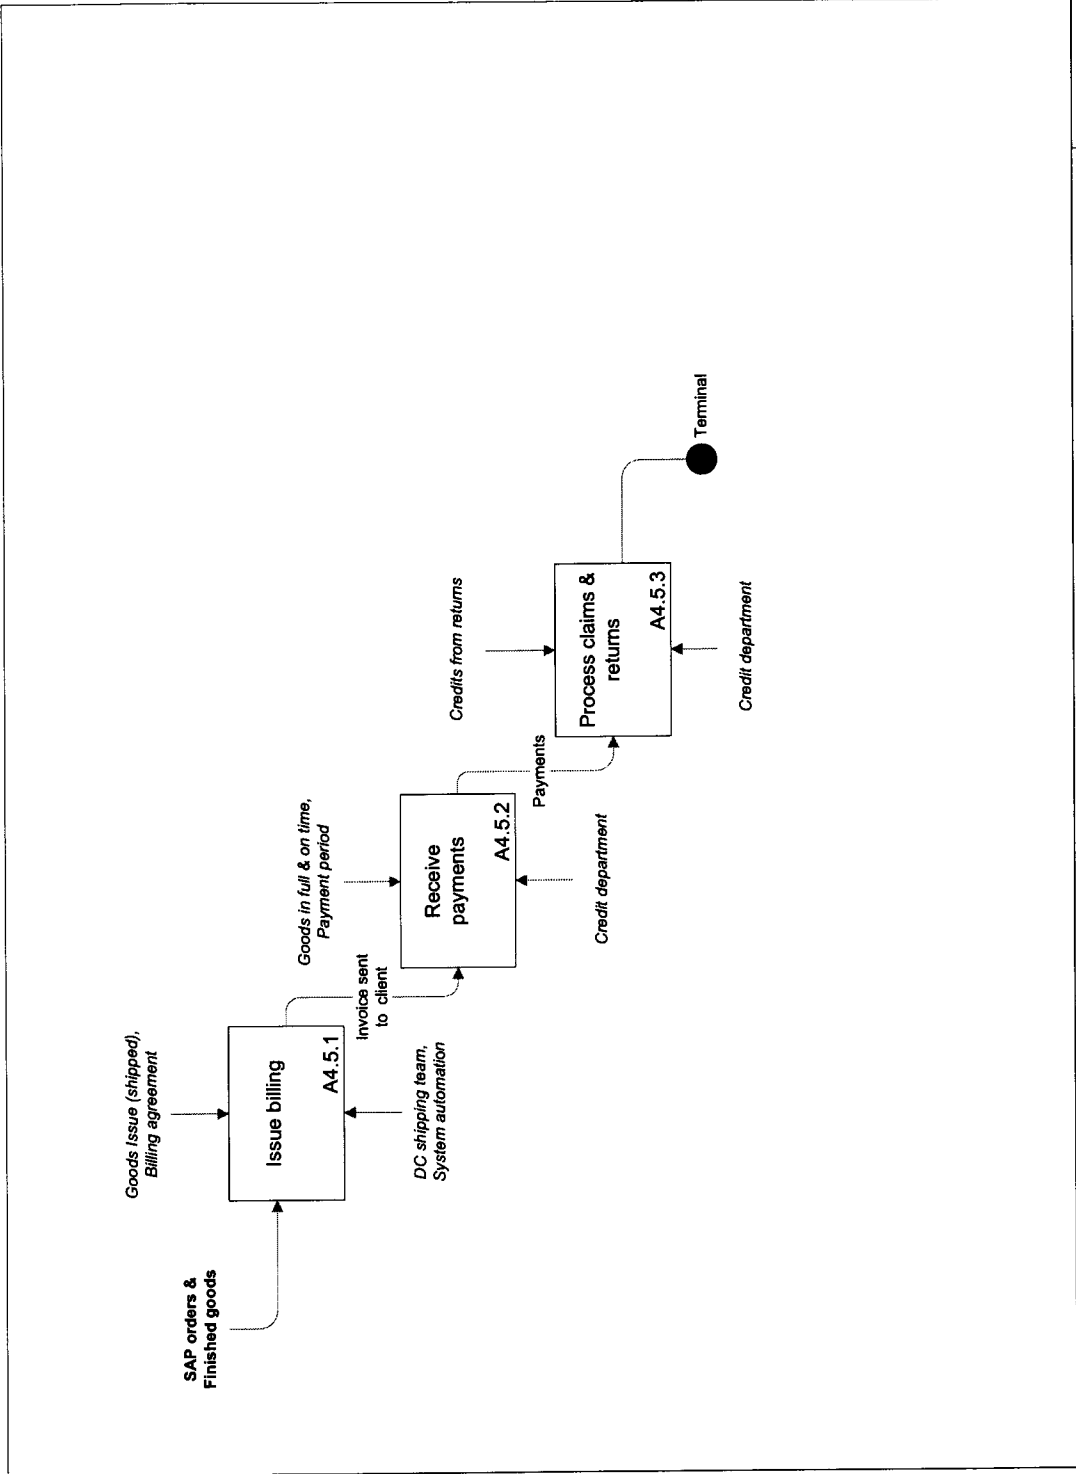 SAP orders &
Finished goods
Goods Issue (shipped),
Billing agreement
Issue billing
A4.5.1
DC shipping team,
System automation
Invoice sent
to client
Goods in full & on time,
Payment period
Receive
payments
A4.5.2
Credit department
Payments
Credits from returns
Process claims &
returns
A4.5.3
Credit department
Terminal